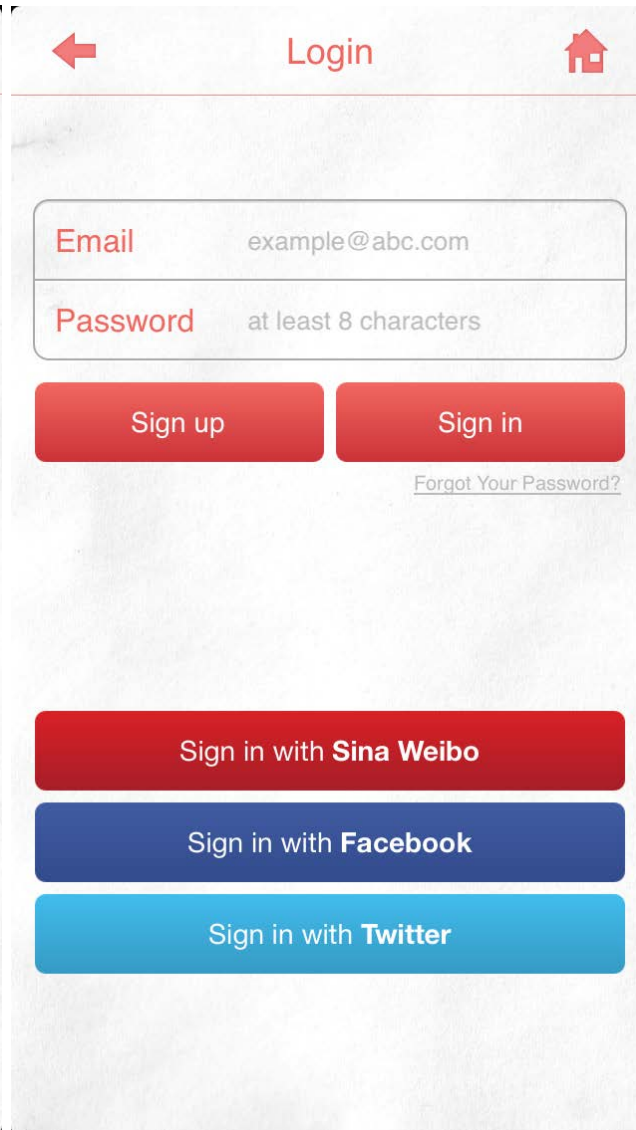 Login
Email example@abc.com
Password at least 8 characters
Sign up Sign in
Forgot Your Password?
Sign in with Sina Weibo
Sign in with Facebook
Sign in with Twitter